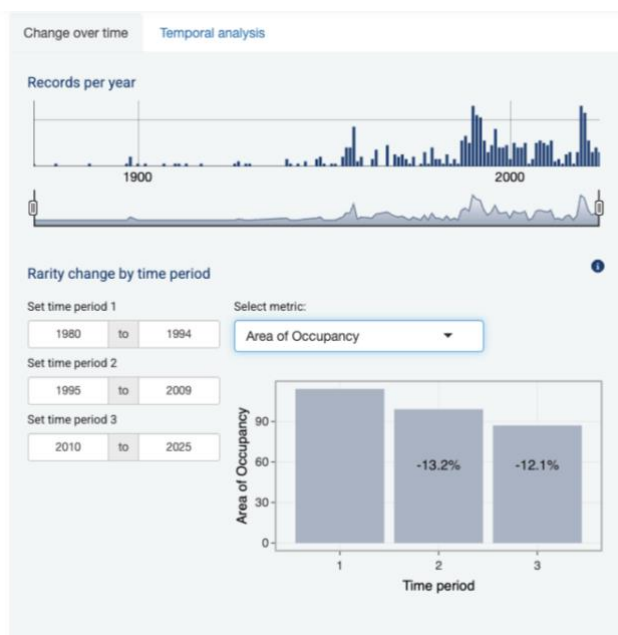 Change over time Temporal analysis
Records per year
1900 2000
Rarity change by time period
Set time period 1 Select metric:
1980 to 1994 Area of Occupancy
Set time period 2
1995 to 2009
Set time period 3
2010 to 2025
Area of Occupancy
90
60
30
0
-13.2% -12.1%
1 2 3
Time period